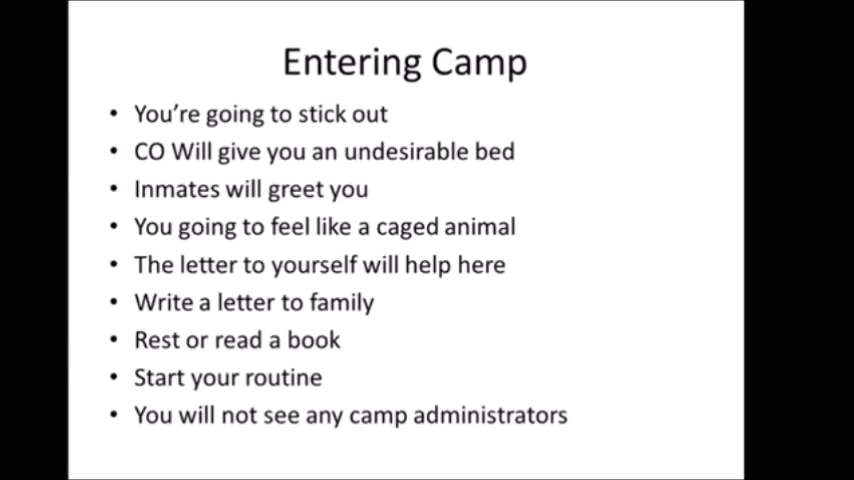 Entering Camp
• You're going to stick out
• CO Will give you an undesirable bed
• Inmates will greet you
• You going to feel like a caged animal
• The letter to yourself will help here
• Write a letter to family
• Rest or read a book
• Start your routine
• You will not see any camp administrators